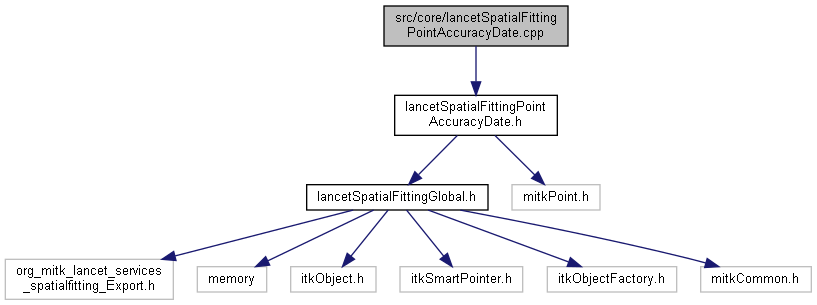 src/core/lancetSpatialFitting
PointAccuracyDate.cpp
lancetSpatialFittingPoint
AccuracyDate.h
lancetSpatialFittingGlobal.h
mitkPoint.h
org_mitk_lancet_services
_spatialfitting_Export.h
memory
itkObject.h
itkSmartPointer.h
itkObjectFactory.h
mitkCommon.h